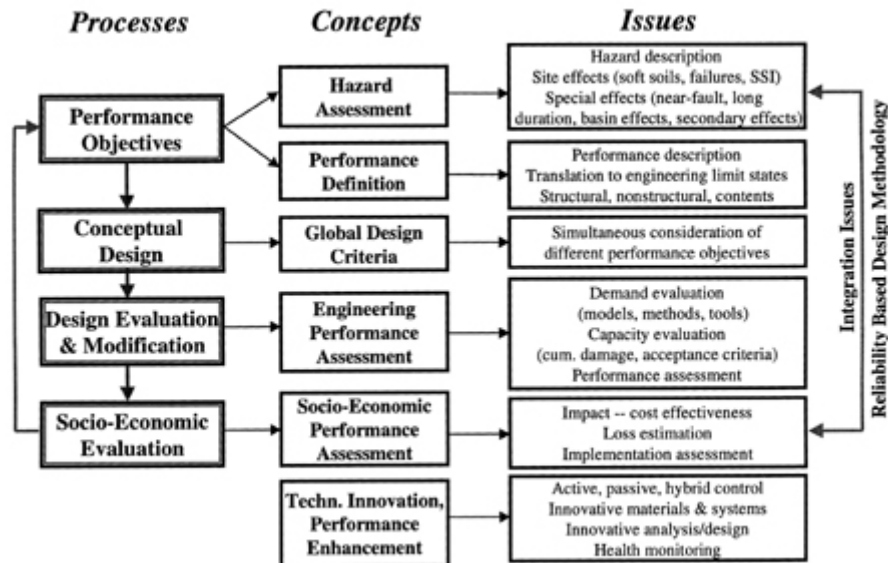 Processes
Concepts
Issues
Performance
Objectives
Conceptual
Design
Design Evaluation
& Modification
Socio-Economic
Evaluation
Hazard
Assessment
Performance
Definition
Global Design
Criteria
Engineering
Performance
Assessment
Socio-Economic
Performance
Assessment
Techn. Innovation,
Performance
Enhancement
Hazard description
Site effects (soft soils, failures, SSI)
Special effects (near-fault, long
duration, basin effects, secondary effects)
Performance description
Translation to engineering limit states
Structural, nonstructural, contents
Simultaneous consideration of
different performance objectives
Demand evaluation
(models, methods, tools)
Capacity evaluation
(cum. damage, acceptance criteria)
Performance assessment
Impact -- cost effectiveness
Loss estimation
Implementation assessment
Active, passive, hybrid control
Innovative materials & systems
Innovative analysis/design
Health monitoring
Integration Issues
Reliability Based Design Methodology